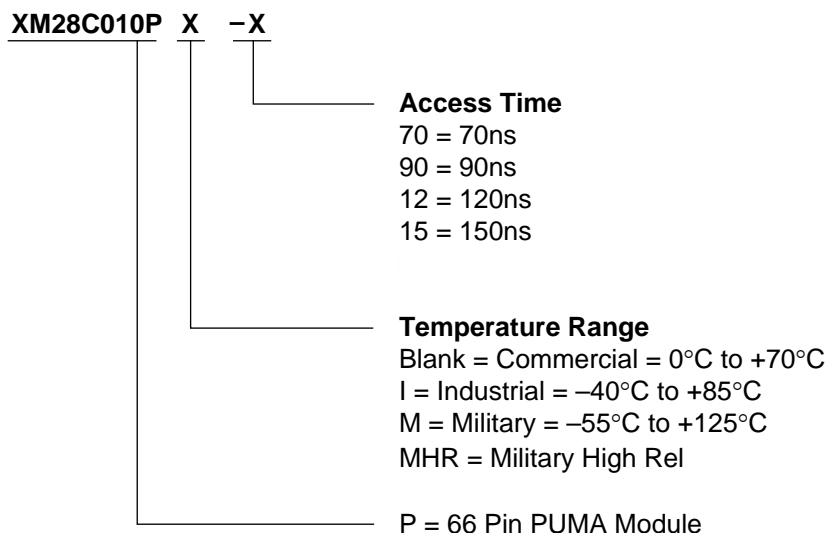 XM28C010P X –X
Access Time
70 = 70ns
90 = 90ns
12 = 120ns
15 = 150ns
Temperature Range
Blank = Commercial = 0°C to +70°C
I = Industrial = –40°C to +85°C
M = Military = –55°C to +125°C
MHR = Military High Rel
P = 66 Pin PUMA Module